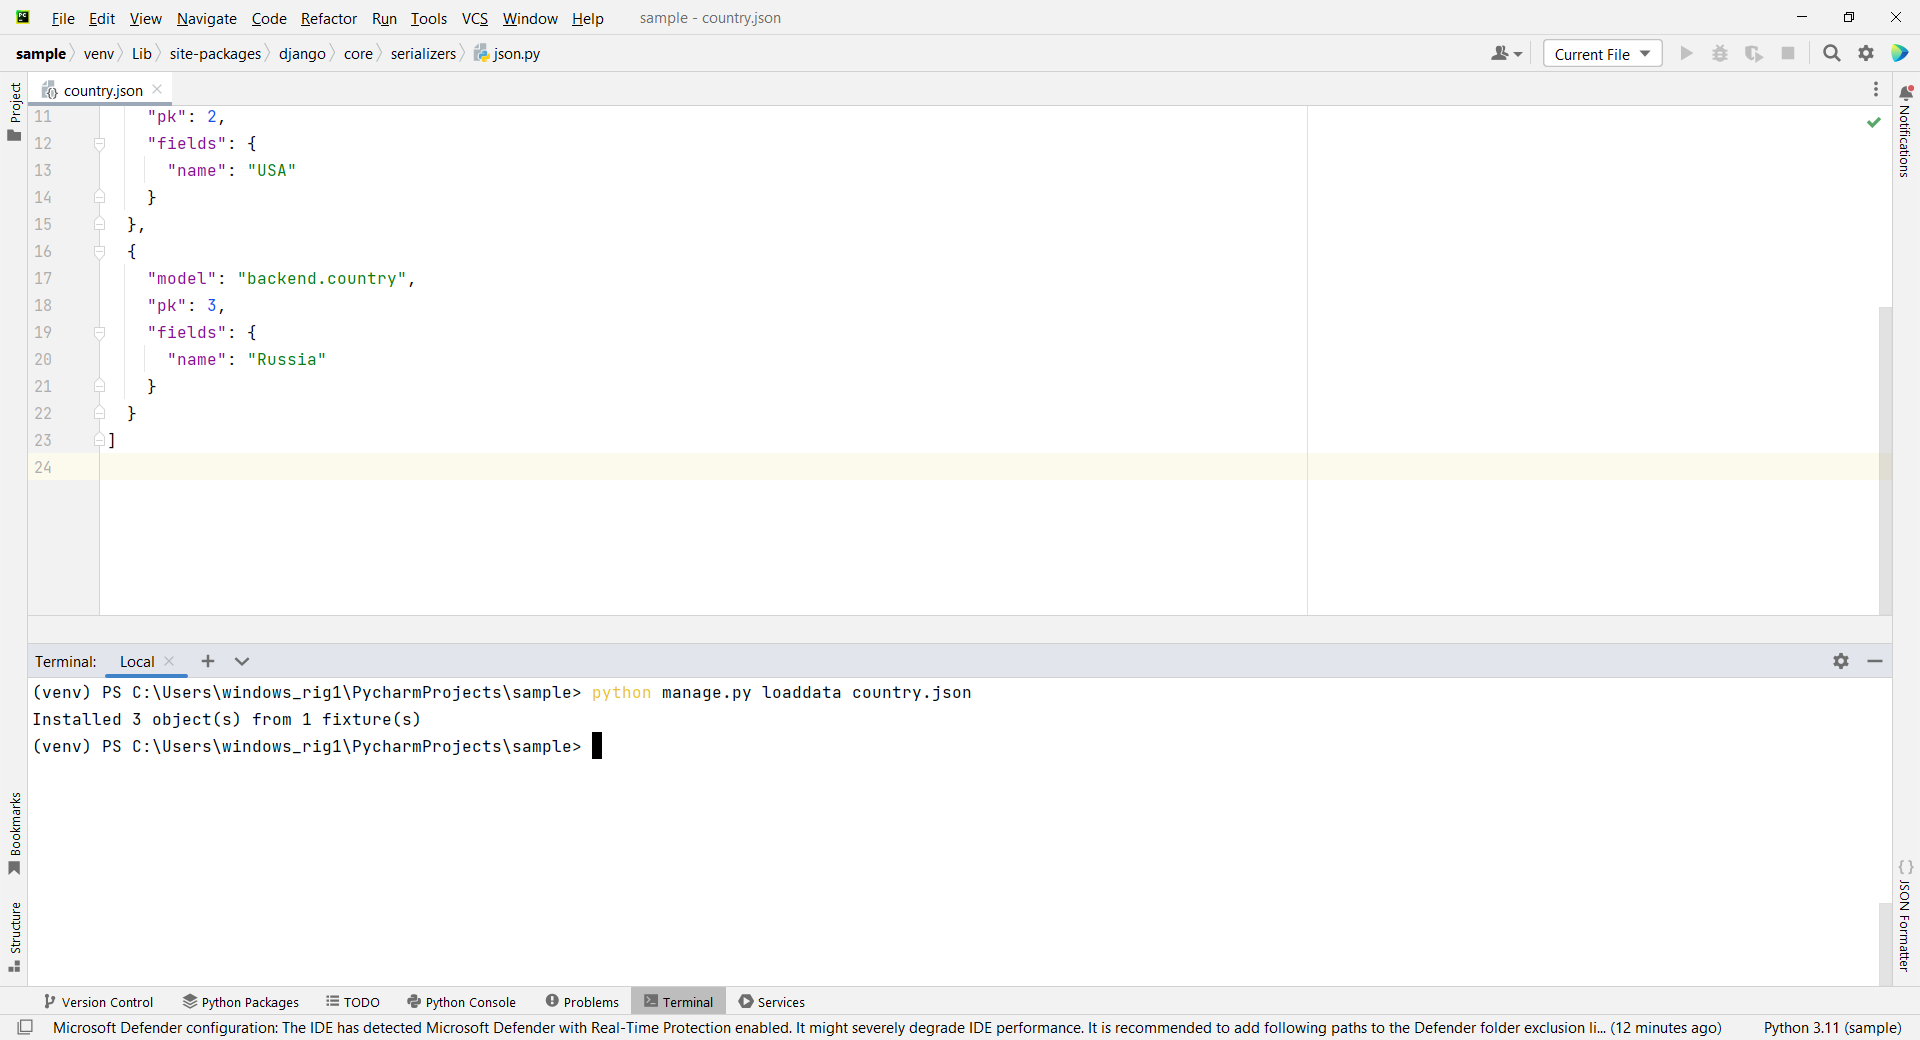 File Edit View Navigate Code Refactor Run Tools VCS Window Help sample - country.json
sample venv Lib site-packages django core serializers json.py Current File
Project
country.json
Notifications
11 "pk": 2,
12 "fields": {
13 "name": "USA"
14 }
15 },
16 {
17 "model": "backend.country",
18 "pk": 3,
19 "fields": {
20 "name": "Russia"
21 }
22 }
23 ]
24
Terminal: Local
(venv) PS C:\Users\windows_rig1\PycharmProjects\sample> python manage.py loaddata country.json
Installed 3 object(s) from 1 fixture(s)
(venv) PS C:\Users\windows_rig1\PycharmProjects\sample>
Bookmarks
Structure
JSON Formatter
Version Control Python Packages TODO Python Console Problems Terminal Services
Microsoft Defender configuration: The IDE has detected Microsoft Defender with Real-Time Protection enabled. It might severely degrade IDE performance. It is recommended to add following paths to the Defender folder exclusion li... (12 minutes ago) Python 3.11 (sample)